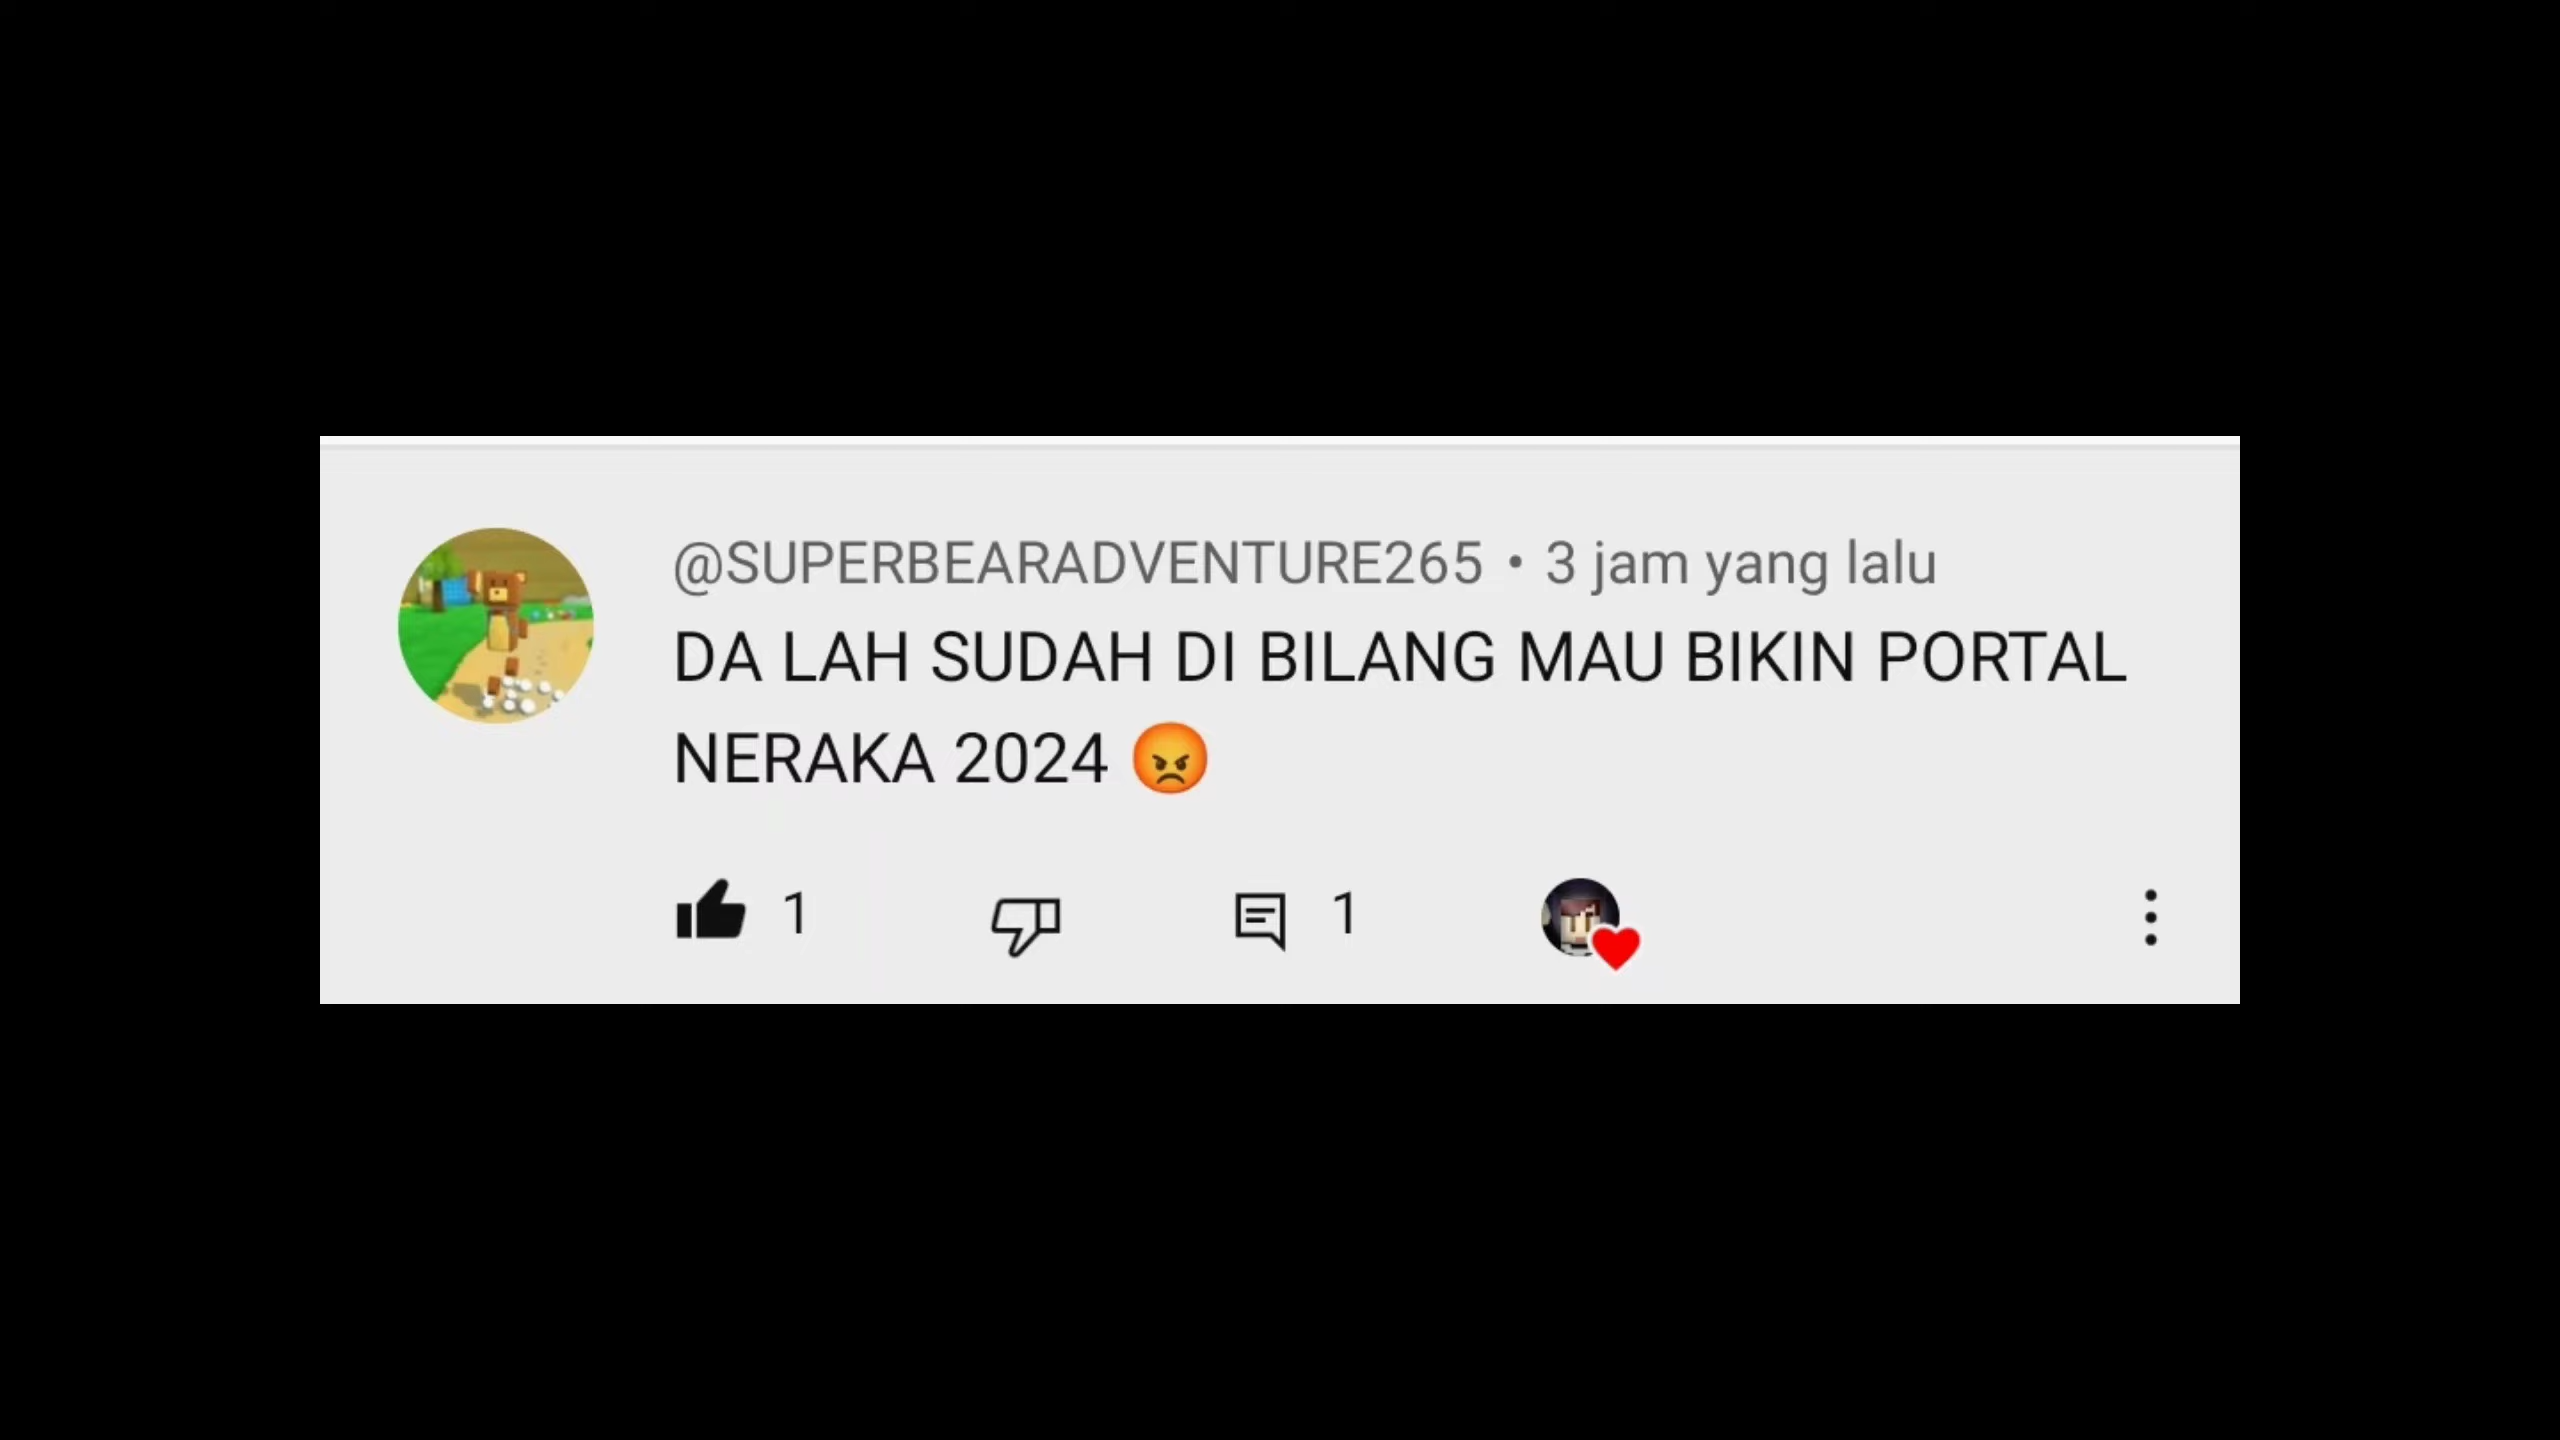 @SUPERBEARADVENTURE265 • 3 jam yang lalu
DA LAH SUDAH DI BILANG MAU BIKIN PORTAL
NERAKA 2024 😡
1 1